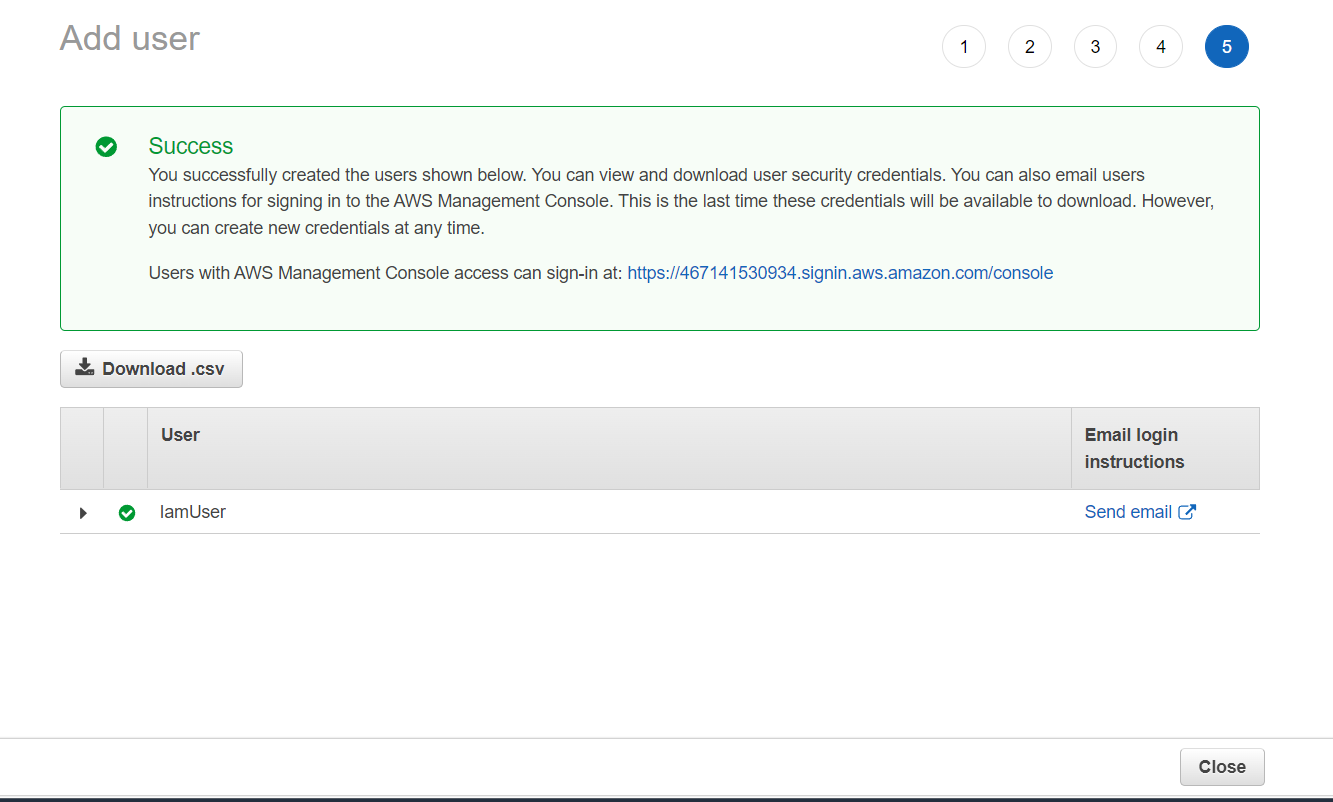 Add user
1 2 3 4 5
Success
You successfully created the users shown below. You can view and download user security credentials. You can also email users
instructions for signing in to the AWS Management Console. This is the last time these credentials will be available to download. However,
you can create new credentials at any time.
Users with AWS Management Console access can sign-in at: https://467141530934.signin.aws.amazon.com/console
Download .csv
User
Email login
instructions
IamUser
Send email
Close